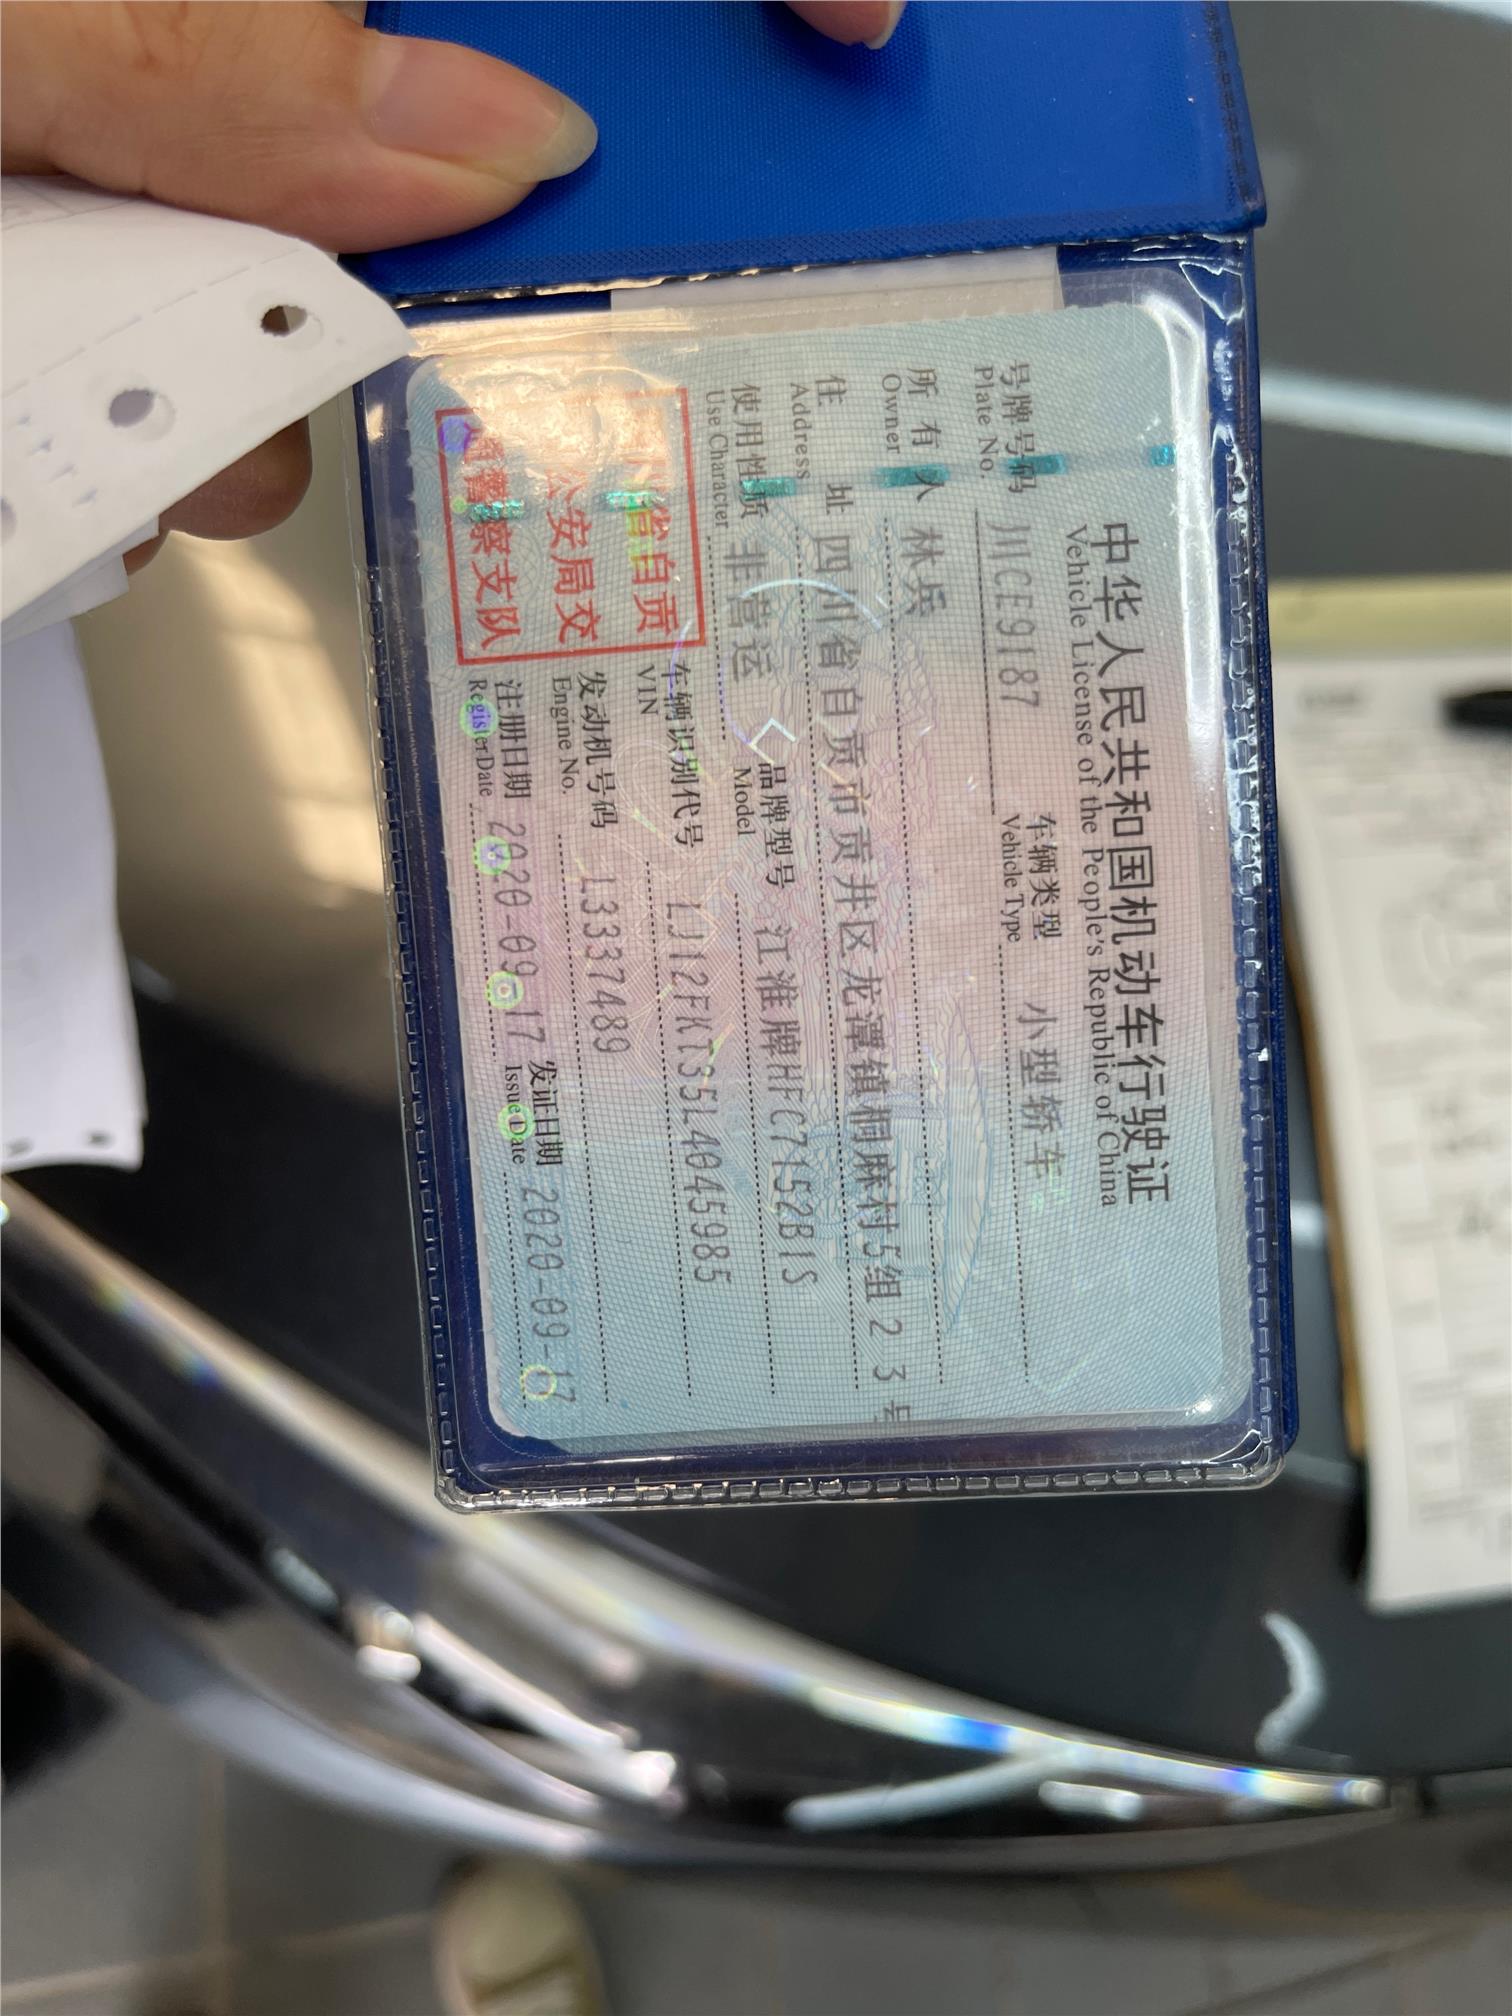 中华人民共和国机动车行驶证
Vehicle License of the People's Republic of China
号牌号码 川CE9187 车辆类型 小型轿车
Plate No. Vehicle Type
所有人 林兵
Owner
住址 四川省自贡市贡井区龙潭镇桐麻村5组23号
Address
使用性质 非营运 品牌型号 江淮牌HFC7152B1S
Use Character Model
车辆识别代号 LJ12FKT35L4045985
VIN
发动机号码 L3337489
Engine No.
注册日期 2020-09-17 发证日期 2020-09-17
Register Date Issue Date
省自贡
公安局交
警察支队